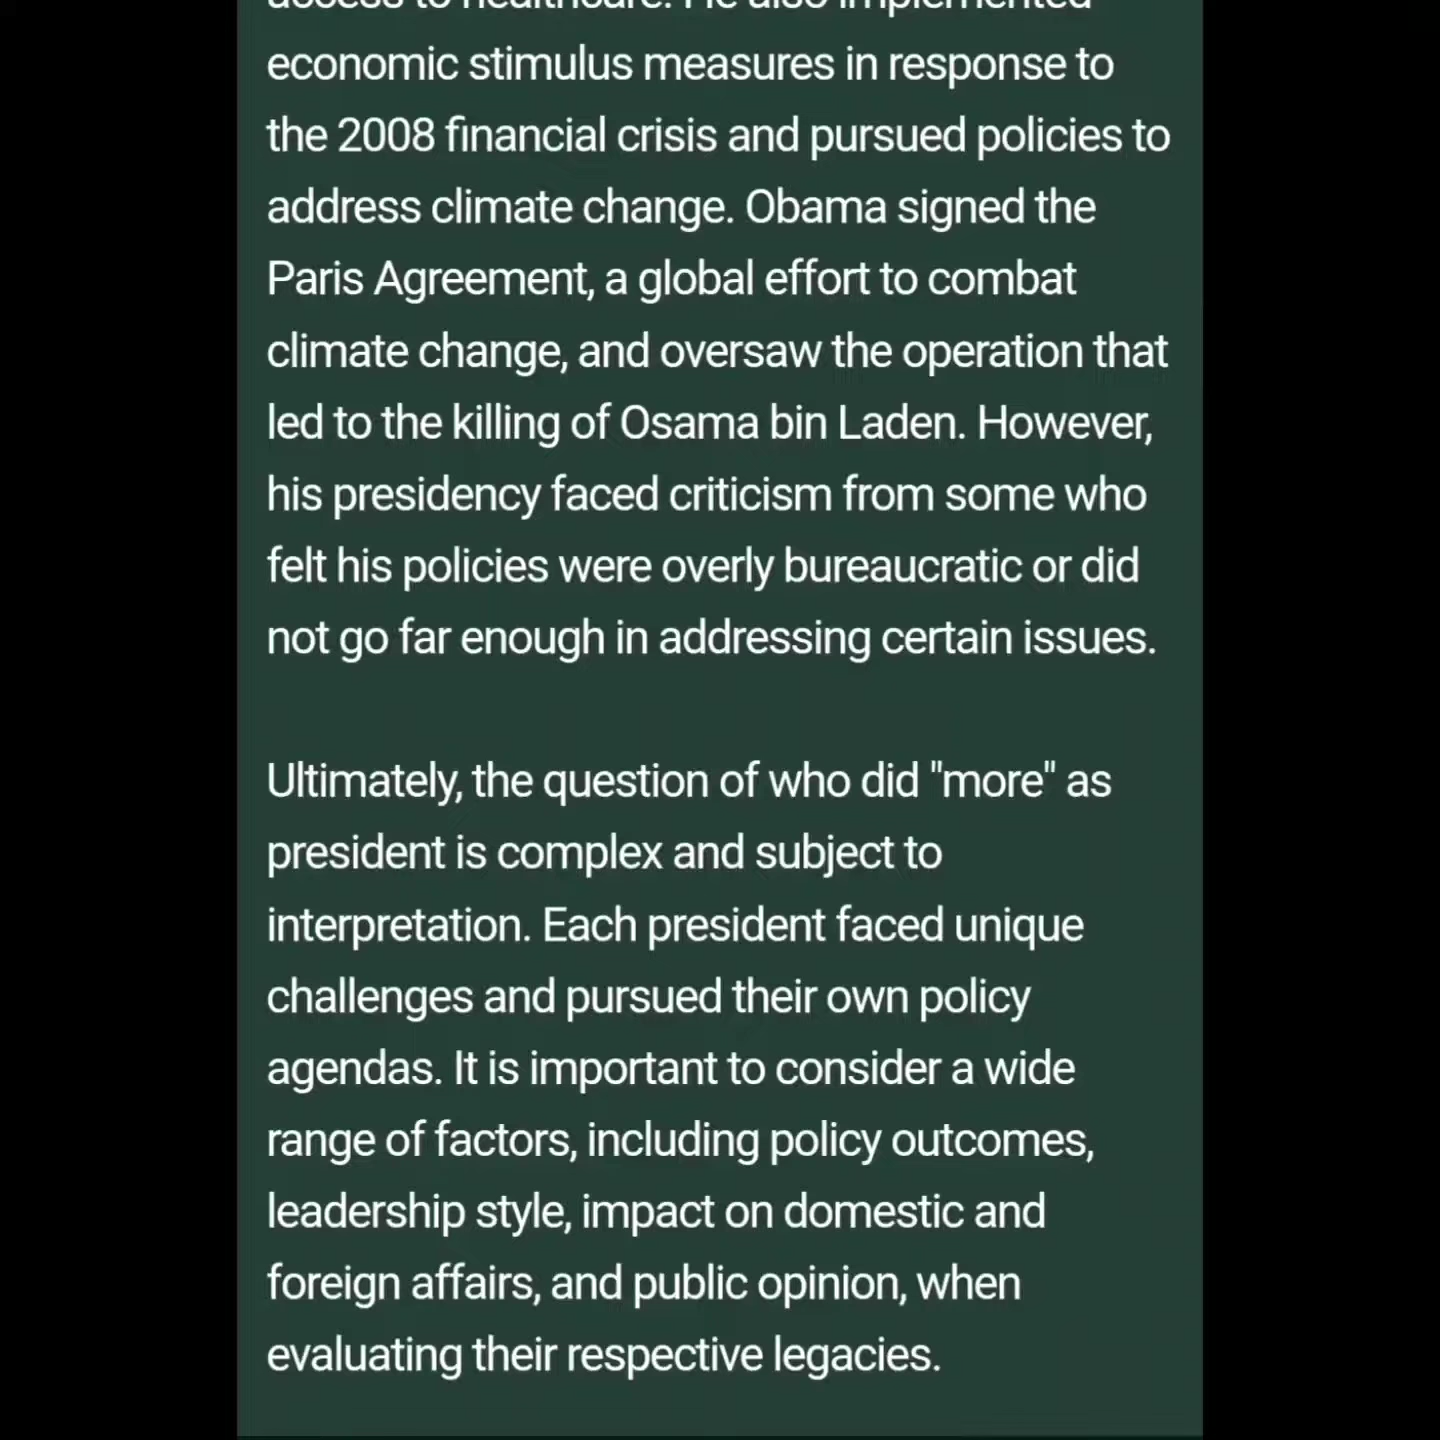 access to healthcare. He also implemented
economic stimulus measures in response to
the 2008 financial crisis and pursued policies to
address climate change. Obama signed the
Paris Agreement, a global effort to combat
climate change, and oversaw the operation that
led to the killing of Osama bin Laden. However,
his presidency faced criticism from some who
felt his policies were overly bureaucratic or did
not go far enough in addressing certain issues.
Ultimately, the question of who did "more" as
president is complex and subject to
interpretation. Each president faced unique
challenges and pursued their own policy
agendas. It is important to consider a wide
range of factors, including policy outcomes,
leadership style, impact on domestic and
foreign affairs, and public opinion, when
evaluating their respective legacies.